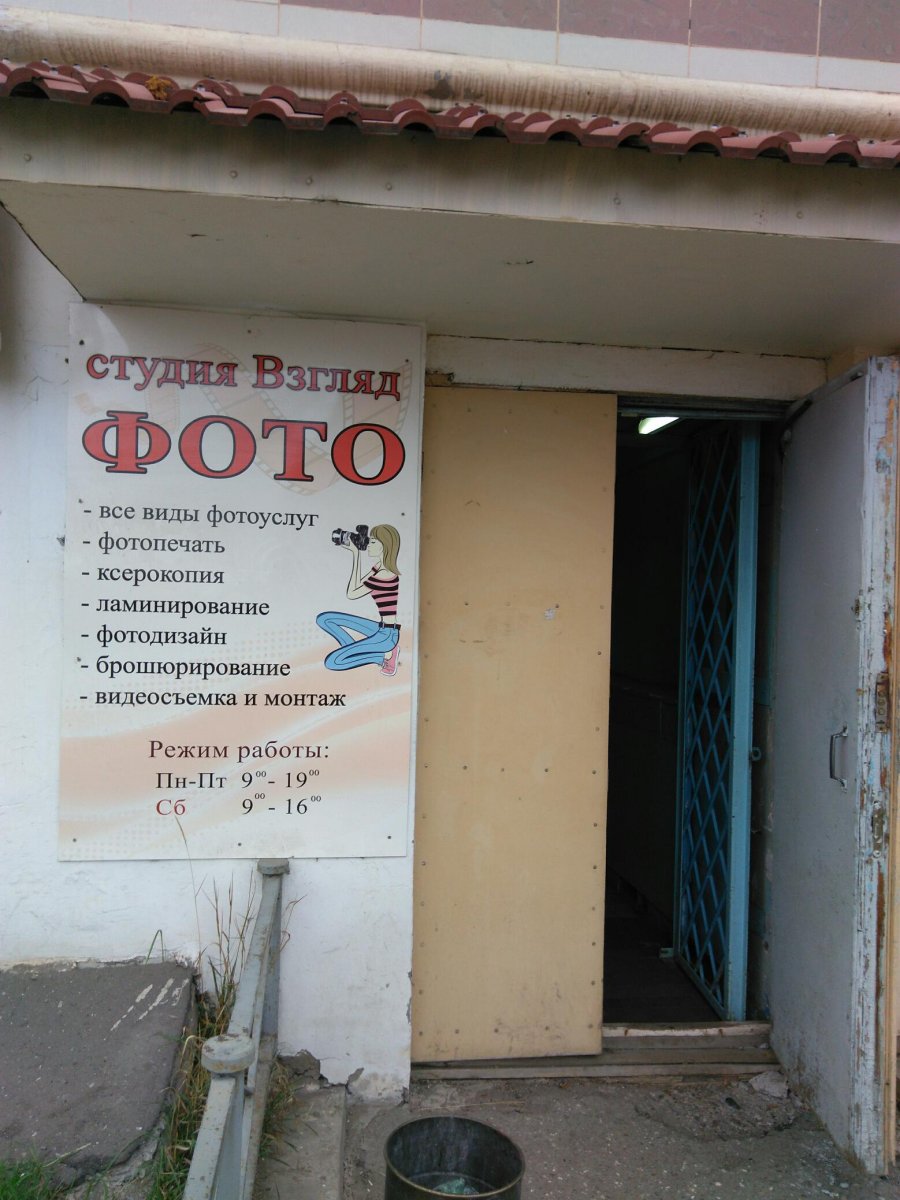 студия Взгляд
ФОТО
- все виды фотоуслуг
- фотопечать
- ксерокопия
- ламинирование
- фотодизайн
- брошюрирование
- видеосъемка и монтаж
Режим работы:
Пн-Пт 9⁰⁰- 19⁰⁰
Сб 9⁰⁰- 16⁰⁰